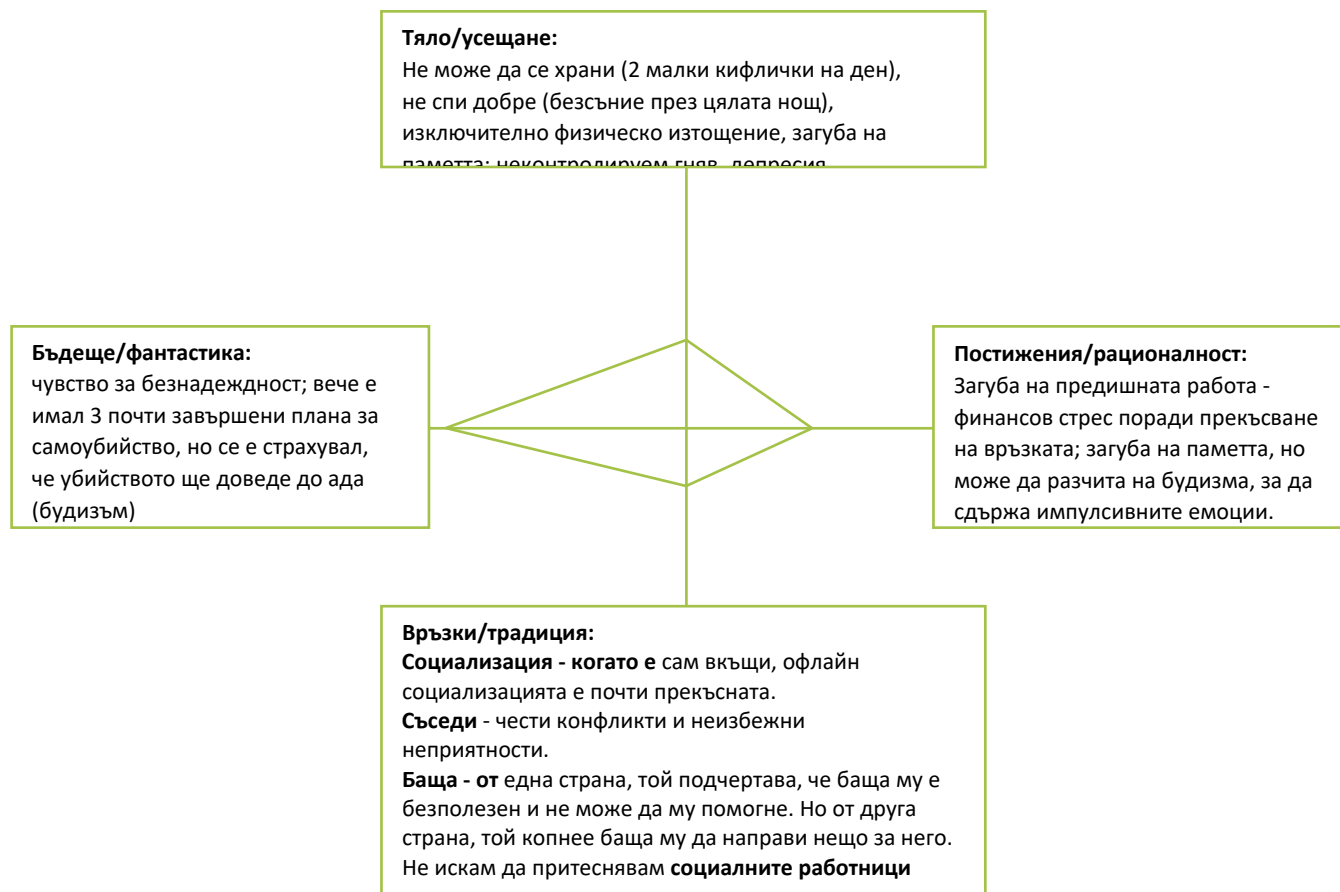 Тяло/усещане:
Не може да се храни (2 малки кифлички на ден),
не спи добре (безсъние през цялата нощ),
изключително физическо изтощение, загуба на
паметта; неконтролируем гняв, депресия
Бъдеще/фантастика:
чувство за безнадеждност; вече е
имал 3 почти завършени плана за
самоубийство, но се е страхувал,
че убийството ще доведе до ада
(будизъм)
Постижения/рационалност:
Загуба на предишната работа -
финансов стрес поради прекъсване
на връзката; загуба на паметта, но
може да разчита на будизма, за да
сдържа импулсивните емоции.
Връзки/традиция:
Социализация - когато е сам вкъщи, офлайн
социализацията е почти прекъсната.
Съседи - чести конфликти и неизбежни
неприятности.
Баща - от една страна, той подчертава, че баща му е
безполезен и не може да му помогне. Но от друга
страна, той копнее баща му да направи нещо за него.
Не искам да притеснявам социалните работници